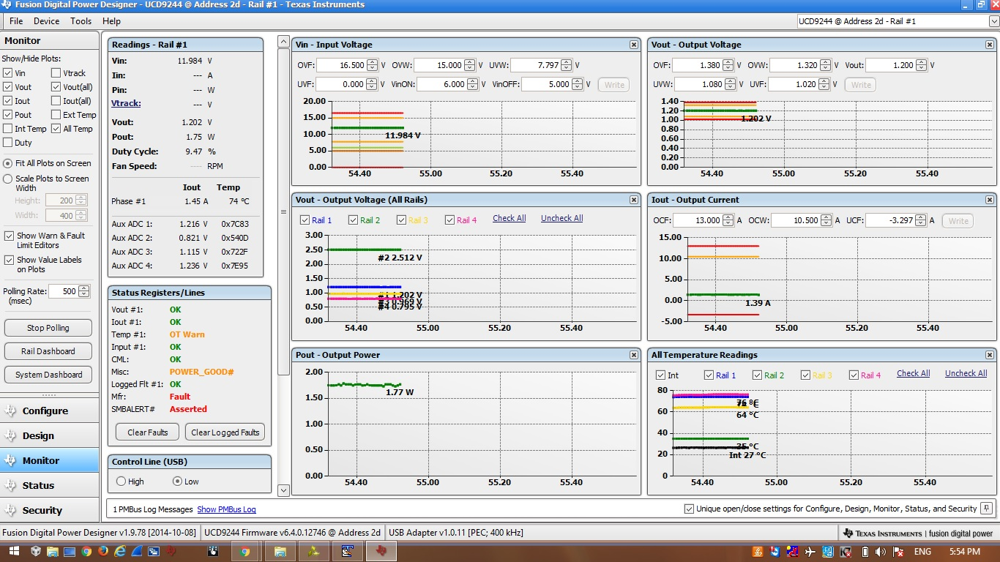 Fusion Digital Power Designer - UCD9244 @ Address 2d - Rail #1 - Texas Instruments
File Device Tools Help
UCD9244 @ Address 2d - Rail #1
Monitor
Show/Hide Plots:
Vin Vtrack
Vout Vout(all)
Iout Iout(all)
Pout Ext Temp
Int Temp All Temp
Duty
Fit All Plots on Screen
Scale Plots to Screen
Width
Height: 200
Width: 400
Show Warn & Fault
Limit Editors
Show Value Labels
on Plots
Polling Rate: 500
(msec)
Stop Polling
Rail Dashboard
System Dashboard
Configure
Design
Monitor
Status
Security
Readings - Rail #1
Vin: 11.984 V
Iin: --- A
Pin: --- W
Vtrack: --- V
Vout: 1.202 V
Pout: 1.75 W
Duty Cycle: 9.47 %
Fan Speed: ---- RPM
Iout Temp
Phase #1 1.45 A 74 °C
Aux ADC 1: 1.216 V 0x7C83
Aux ADC 2: 0.821 V 0x540D
Aux ADC 3: 1.115 V 0x722F
Aux ADC 4: 1.236 V 0x7E95
Status Registers/Lines
Vout #1: OK
Iout #1: OK
Temp #1: OT Warn
Input #1: OK
CML: OK
Misc: POWER_GOOD#
Logged Flt #1: OK
Mfr: Fault
SMBALERT# Asserted
Clear Faults Clear Logged Faults
Control Line (USB)
High Low
Vin - Input Voltage
OVF: 16.500 V OVW: 15.000 V UVW: 7.797 V
UVF: 0.000 V VinON: 6.000 V VinOFF: 5.000 V Write
20.00
15.00
10.00
5.00
0.00
11.984 V
54.40 55.00 55.20 55.40
Vout - Output Voltage
OVF: 1.380 V OVW: 1.320 V Vout: 1.200 V
UVW: 1.080 V UVF: 1.020 V Write
1.40
1.20
1.00
0.80
0.60
0.40
0.20
0.00
1.202 V
54.40 55.00 55.20 55.40
Vout - Output Voltage (All Rails)
Rail 1 Rail 2 Rail 3 Rail 4 Check All Uncheck All
3.00
2.50
2.00
1.50
1.00
0.50
0.00
#2 2.512 V
#1 1.202 V
#3 0.969 V
#4 0.795 V
54.40 55.00 55.20 55.40
Iout - Output Current
OCF: 13.000 A OCW: 10.500 A UCF: -3.297 A Write
15.00
10.00
5.00
0.00
-5.00
1.39 A
54.40 55.00 55.20 55.40
Pout - Output Power
2.00
1.50
1.00
0.50
0.00
1.77 W
54.40 55.00 55.20 55.40
All Temperature Readings
Int Rail 1 Rail 2 Rail 3 Rail 4 Check All Uncheck All
80
60
40
20
0
76 °C
64 °C
35 °C
Int 27 °C
54.40 55.00 55.20 55.40
1 PMBus Log Messages Show PMBus Log
Unique open/close settings for Configure, Design, Monitor, Status, and Security
Fusion Digital Power Designer v1.9.78 [2014-10-08] UCD9244 Firmware v6.4.0.12746 @ Address 2d USB Adapter v1.0.11 [PEC; 400 kHz] TEXAS INSTRUMENTS | fusion digital power
ENG 5:54 PM